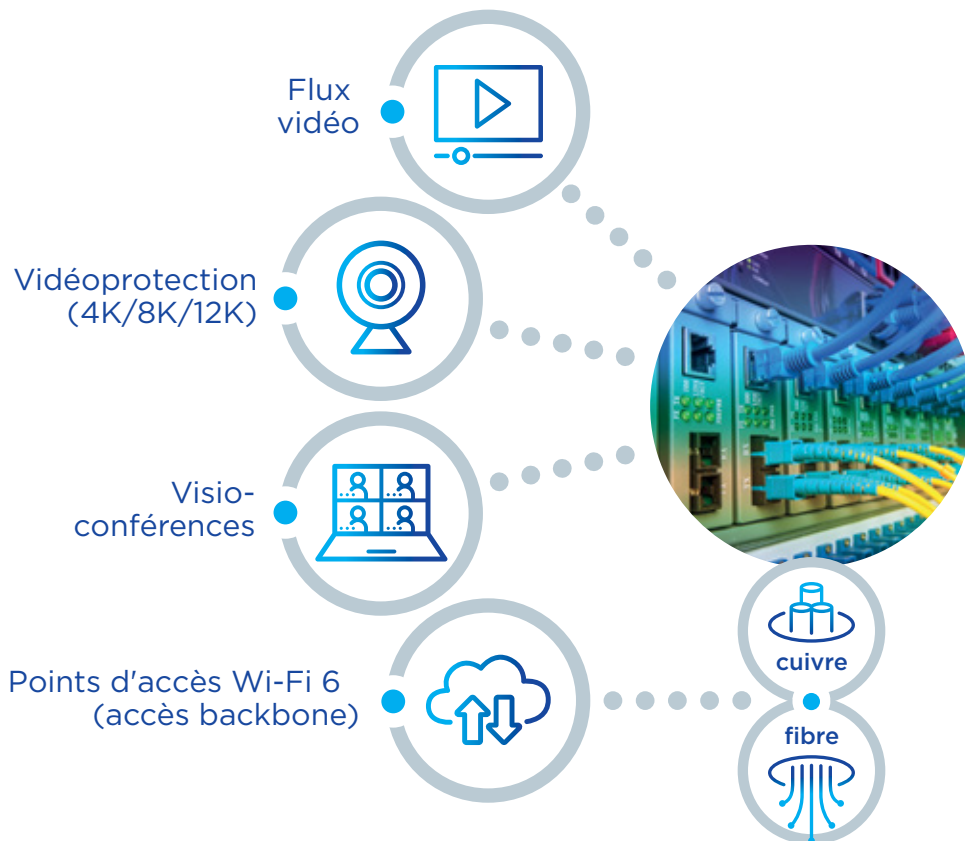 Flux
vidéo
Vidéoprotection
(4K/8K/12K)
Visio-
conférences
Points d'accès Wi-Fi 6
(accès backbone)
cuivre
fibre